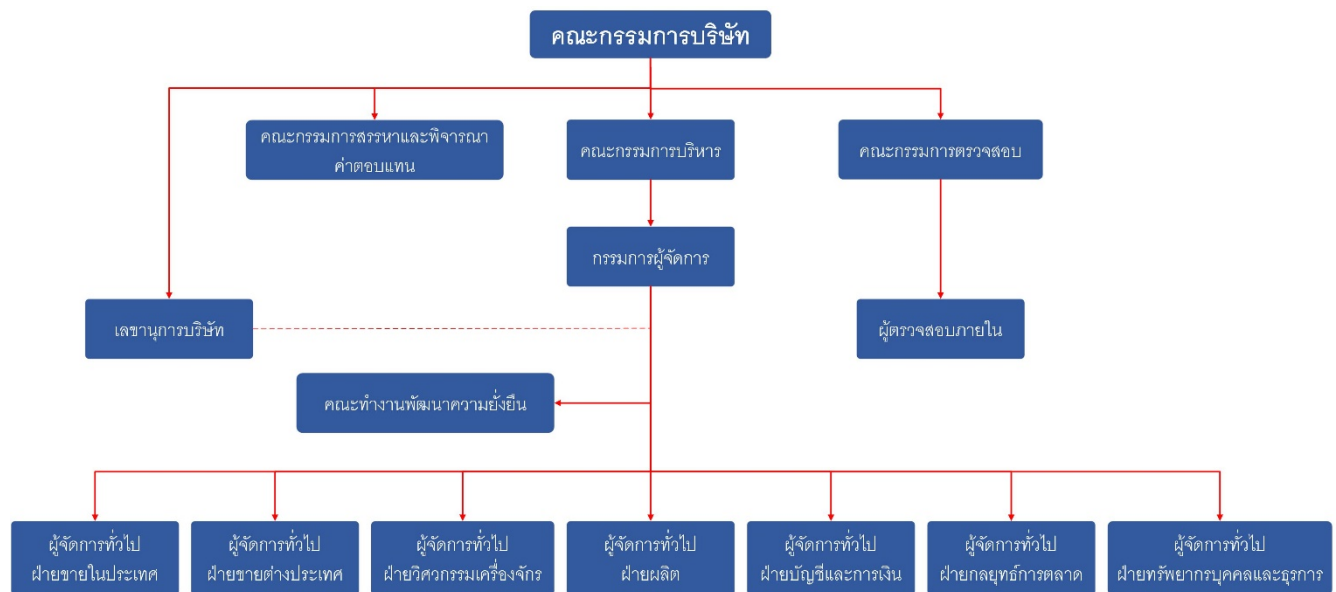 คณะกรรมการบริษัท
คณะกรรมการสรรหาและพิจารณา
ค่าตอบแทน
คณะกรรมการบริหาร
คณะกรรมการตรวจสอบ
กรรมการผู้จัดการ
เลขานุการบริษัท
ผู้ตรวจสอบภายใน
คณะทำงานพัฒนาความยั่งยืน
ผู้จัดการทั่วไป
ฝ่ายขายในประเทศ
ผู้จัดการทั่วไป
ฝ่ายขายต่างประเทศ
ผู้จัดการทั่วไป
ฝ่ายวิศวกรรมเครื่องจักร
ผู้จัดการทั่วไป
ฝ่ายผลิต
ผู้จัดการทั่วไป
ฝ่ายบัญชีและการเงิน
ผู้จัดการทั่วไป
ฝ่ายกลยุทธ์การตลาด
ผู้จัดการทั่วไป
ฝ่ายทรัพยากรบุคคลและธุรการ